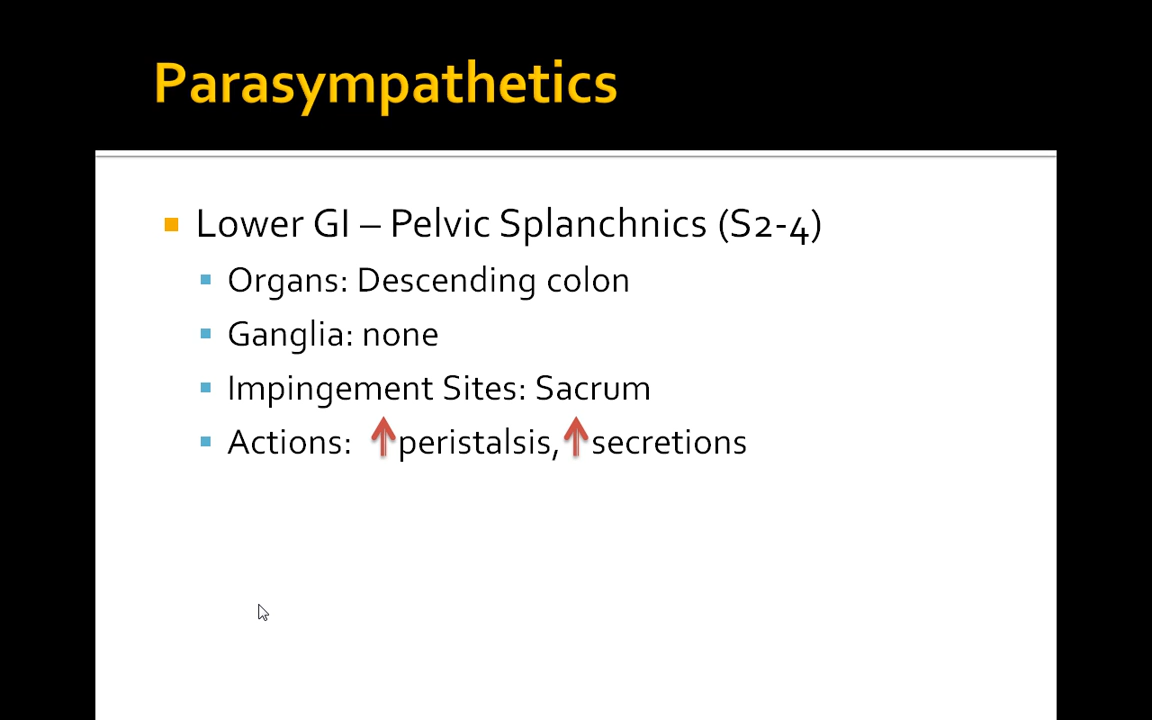 Parasympathetics
Lower GI – Pelvic Splanchnics (S2-4)
Organs: Descending colon
Ganglia: none
Impingement Sites: Sacrum
Actions: ↑peristalsis,↑secretions